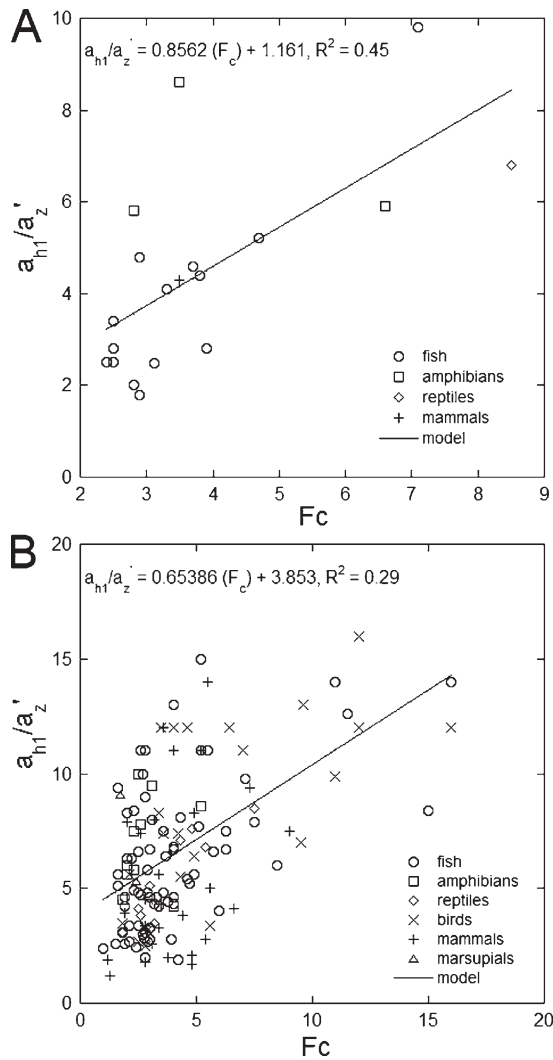 A
10
a_h1/a_z' = 0.8562 (F_c) + 1.161, R² = 0.45
8
6
a_h1/a_z'
4
2
0
fish
amphibians
reptiles
mammals
model
2 3 4 5 6 7 8 9
Fc
B
20
a_h1/a_z' = 0.65386 (F_c) + 3.853, R² = 0.29
15
a_h1/a_z'
10
5
0
fish
amphibians
reptiles
birds
mammals
marsupials
model
0 5 10 15 20
Fc